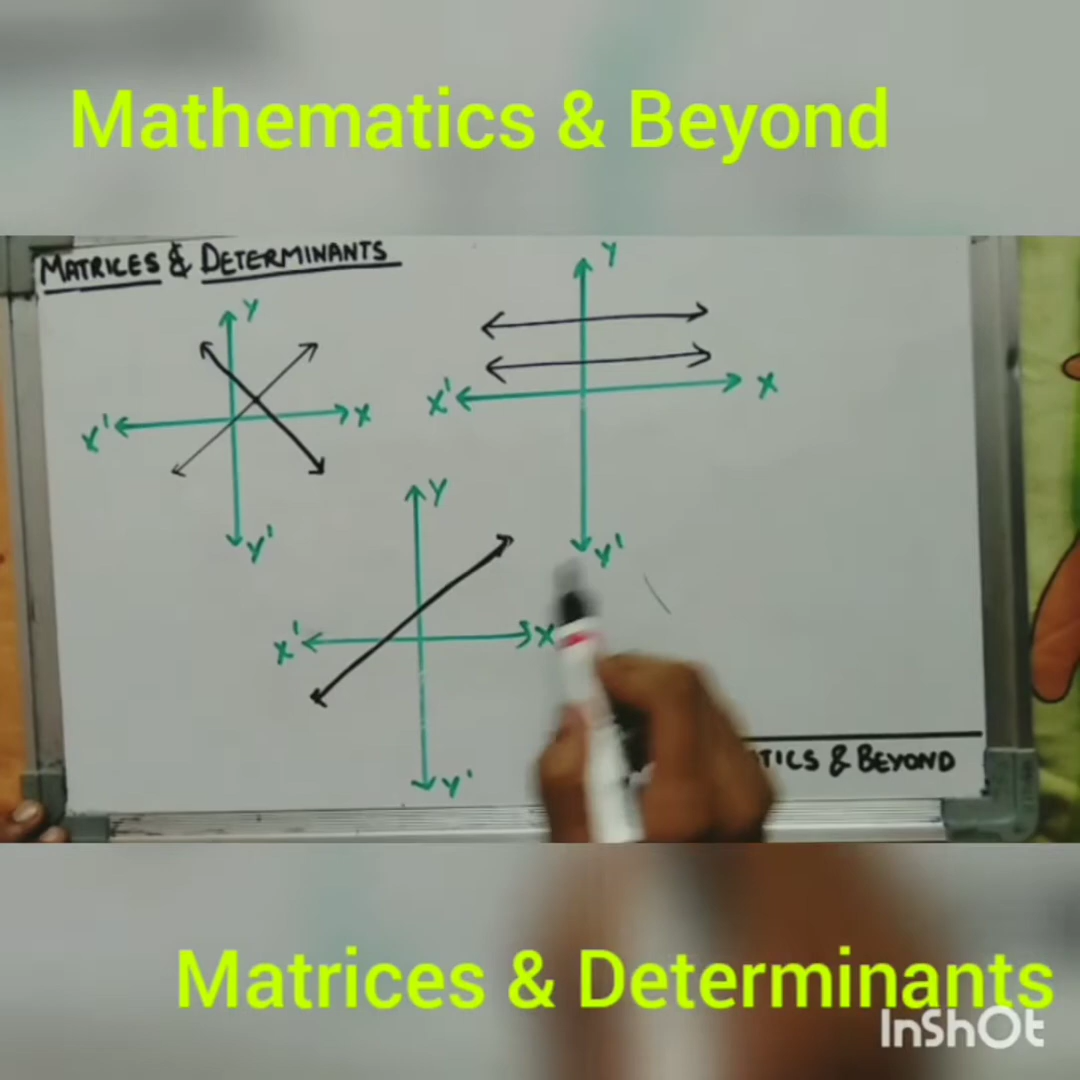 Mathematics & Beyond
MATRICES & DETERMINANTS
Y
X'
X
Y'
Y
X'
X
Y'
Y
X'
X
Y'
TICS & BEYOND
Matrices & Determinants
InShOt